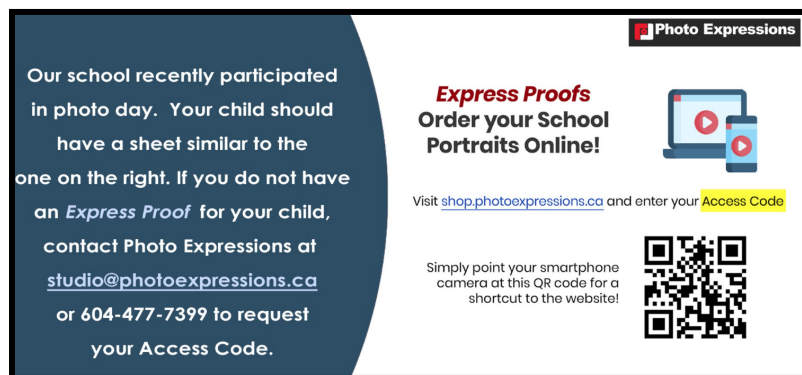 Our school recently participated
in photo day. Your child should
have a sheet similar to the
one on the right. If you do not have
an Express Proof for your child,
contact Photo Expressions at
studio@photoexpressions.ca
or 604-477-7399 to request
your Access Code.
Photo Expressions
Express Proofs
Order your School
Portraits Online!
Visit shop.photoexpressions.ca and enter your Access Code
Simply point your smartphone
camera at this QR code for a
shortcut to the website!